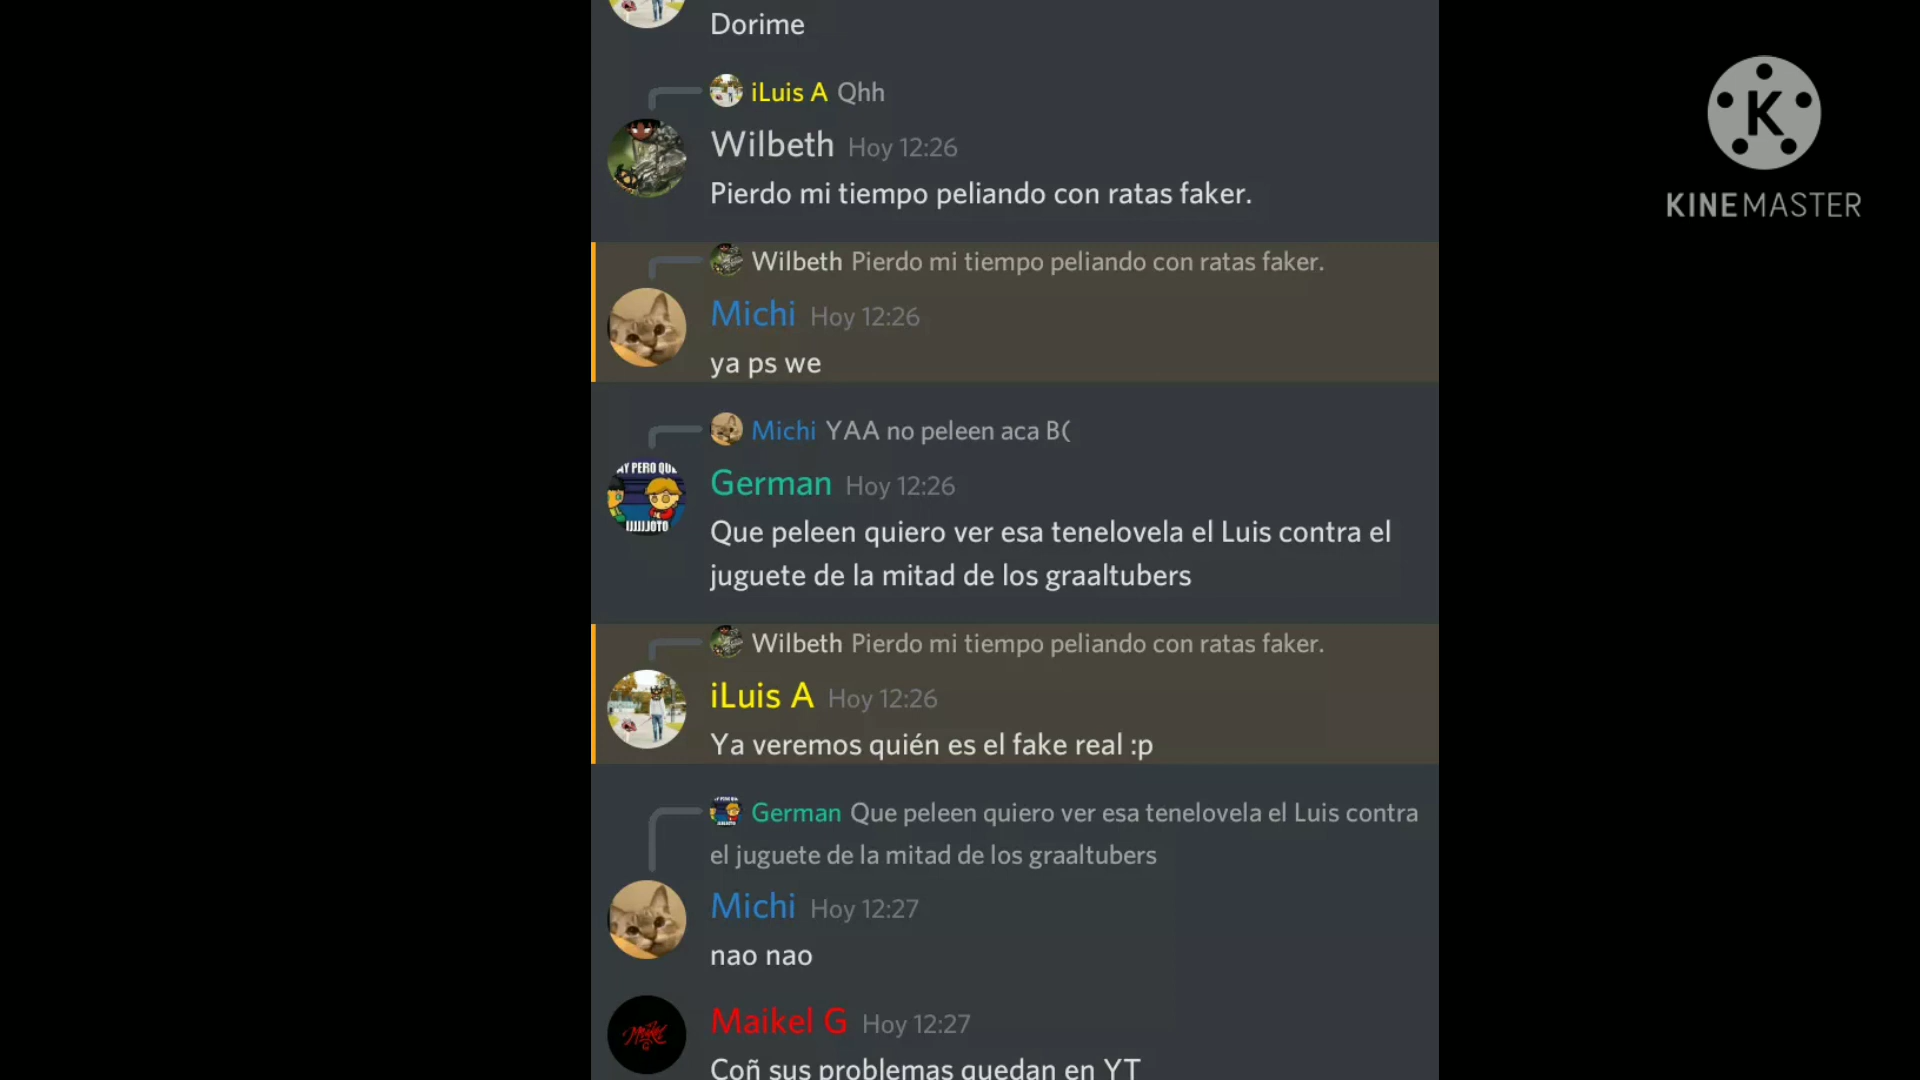 Dorime
iLuis A Qhh
Wilbeth Hoy 12:26
Pierdo mi tiempo peliando con ratas faker.
Wilbeth Pierdo mi tiempo peliando con ratas faker.
Michi Hoy 12:26
ya ps we
Michi YAA no peleen aca B(
AY PERO QUE
IJJJJJOTO
German Hoy 12:26
Que peleen quiero ver esa tenelovela el Luis contra el
juguete de la mitad de los graaltubers
Wilbeth Pierdo mi tiempo peliando con ratas faker.
iLuis A Hoy 12:26
Ya veremos quién es el fake real :p
German Que peleen quiero ver esa tenelovela el Luis contra
el juguete de la mitad de los graaltubers
Michi Hoy 12:27
nao nao
Maikel G Hoy 12:27
Coñ sus problemas quedan en YT
K
KINEMASTER